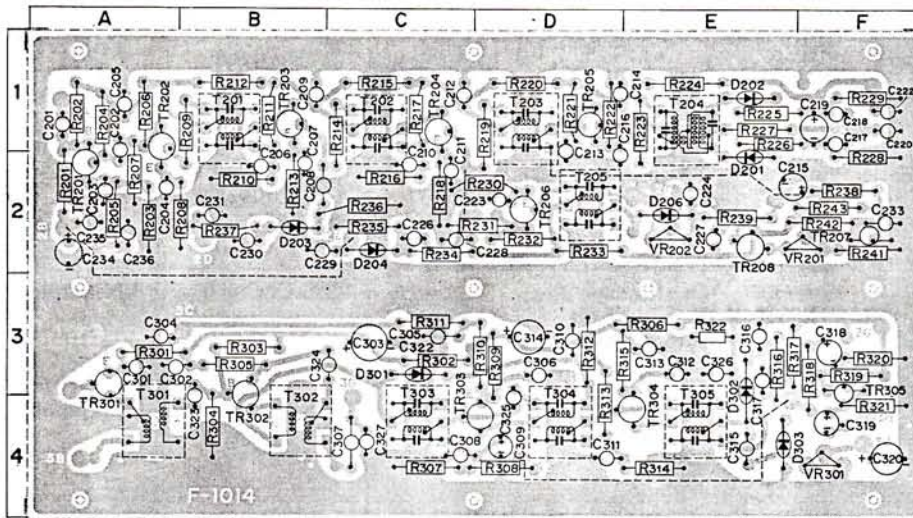 A B C D E F
1
C201 R202 R204 C202 C205 R206 TR202
R209 R212 T201 R211 TR203 C209
R214 R215 T202 R217 TR204 C212
R219 R220 T203 R221 TR205 R222 C214 C216
R223 R224 T204 D202 R225 R227 R226 D201
C219 R229 C218 C217 R228 C222 C220
2
R201 C203 TR201 R205 R207 R203 C204 R208
C206 R210 C207 R213 C208
C210 R216 R218 C211
R230 C213 T205 C223 TR206
C224 C215 R238
C231 R237 C230 D203 C229
R236 R235 C226 R234 D204 C228
R231 R232 R233
D206 R239 VR202 C227 TR208
R243 R242 TR207 C233 R241 VR201
C235 C234 C236
2D
3
C304 R301 C301 C302 TR301 T301
R303 R305 TR302 T302 C324
C303 C305 C322 R311 R302 D301 T303 TR303
R310 R309 C314 C306 C310 R312 T304
R315 R306 C313 C312 R322 C326 C316 R316 R317
C318 R320 R319 R318 TR305 R321
4
C323 R304
C307 C327 R307 C308
C325 C309 R308 R313 C311
TR304 T305 R314 D302 C317 C315 D303
C319 C320 VR301
3B
F-1014